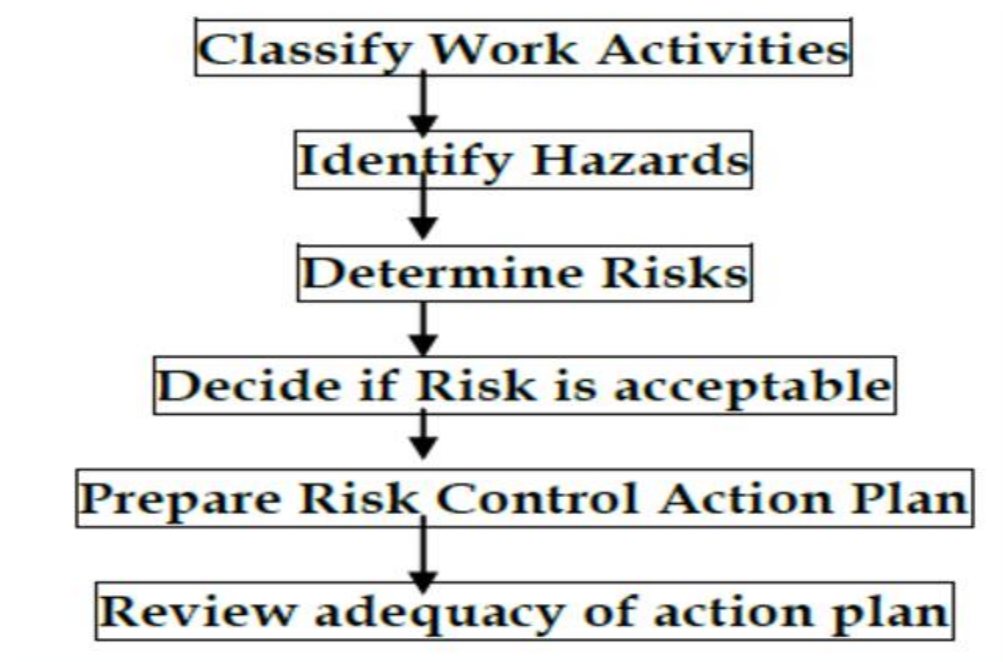 Classify Work Activities
Identify Hazards
Determine Risks
Decide if Risk is acceptable
Prepare Risk Control Action Plan
Review adequacy of action plan